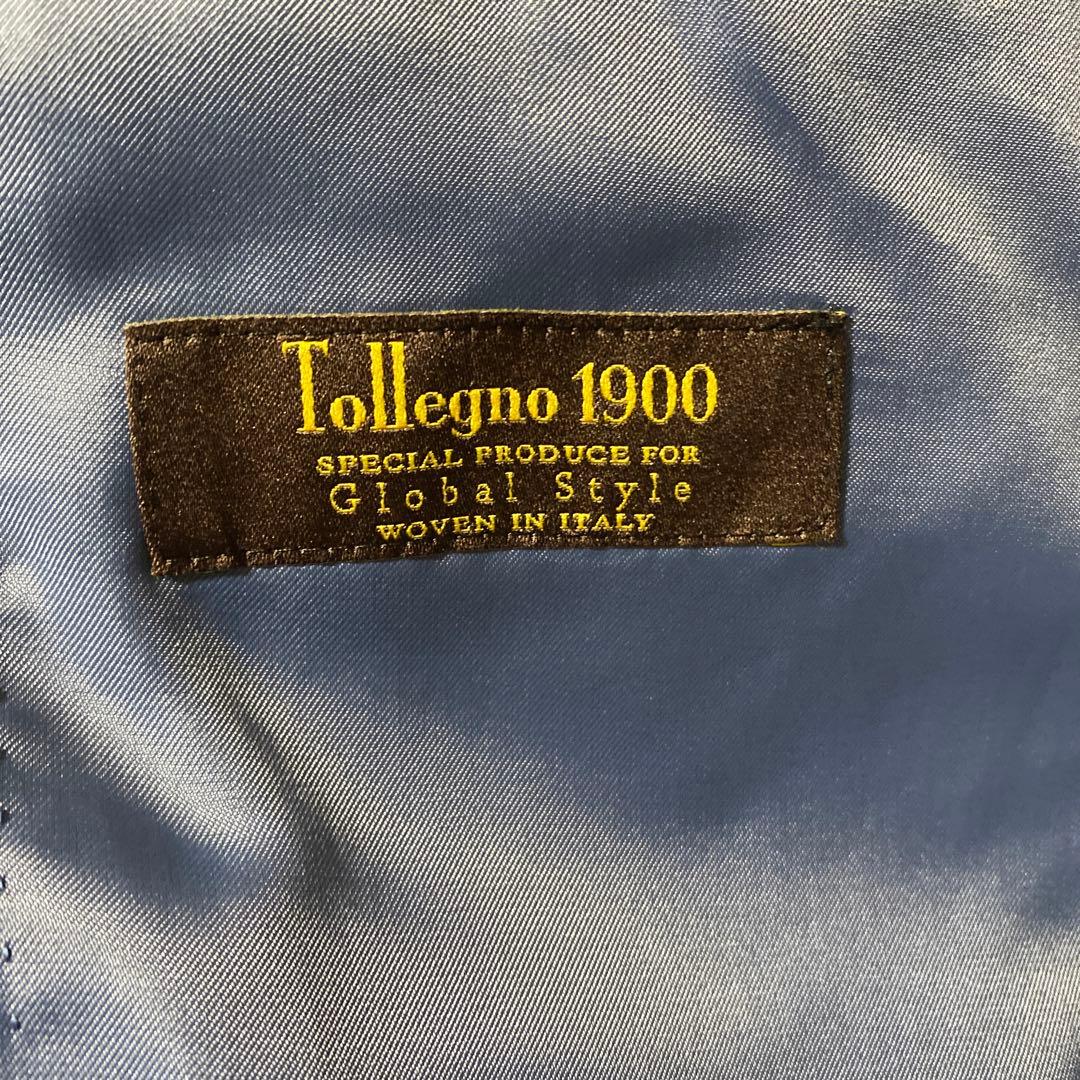 Tollegno 1900
SPECIAL PRODUCE FOR
Global Style
WOVEN IN ITALY